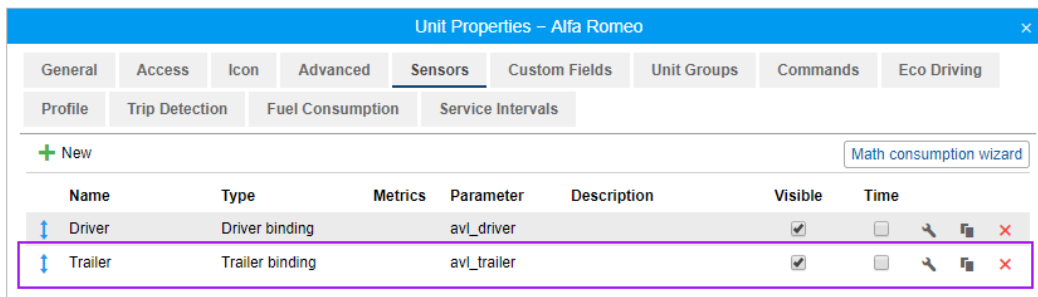 Unit Properties – Alfa Romeo ×
General Access Icon Advanced Sensors Custom Fields Unit Groups Commands Eco Driving
Profile Trip Detection Fuel Consumption Service Intervals
New Math consumption wizard
Name Type Metrics Parameter Description Visible Time
Driver Driver binding avl_driver
Trailer Trailer binding avl_trailer